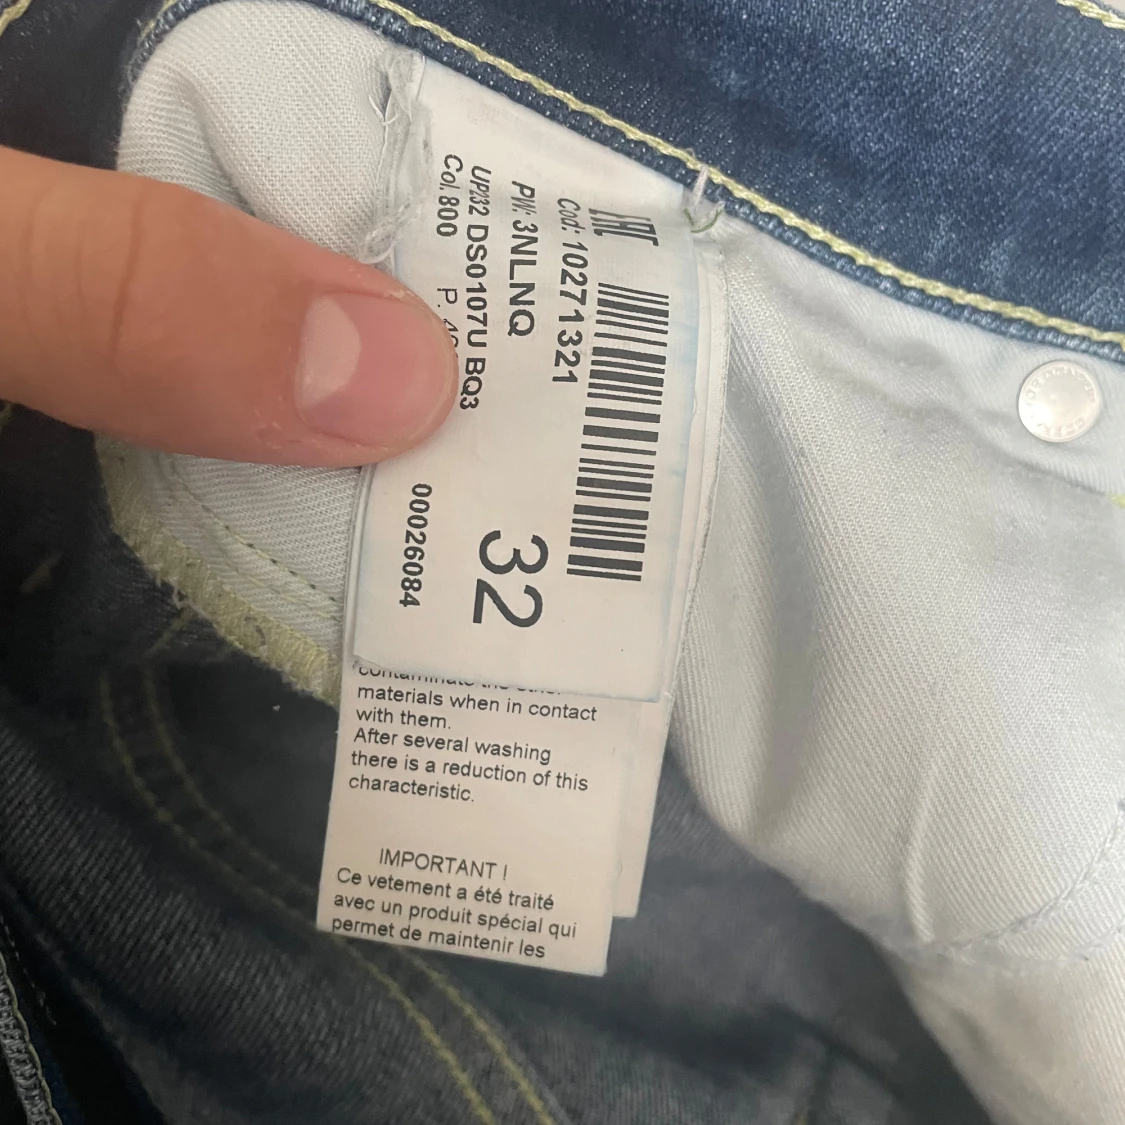 EAC
Cod: 10271321
PW: 3NLNQ
UP232 DS0107U BQ3
Col.800 P.
32
00026084
materials when in contact
with them.
After several washing
there is a reduction of this
characteristic.
IMPORTANT !
Ce vetement a été traité
avec un produit spécial qui
permet de maintenir les